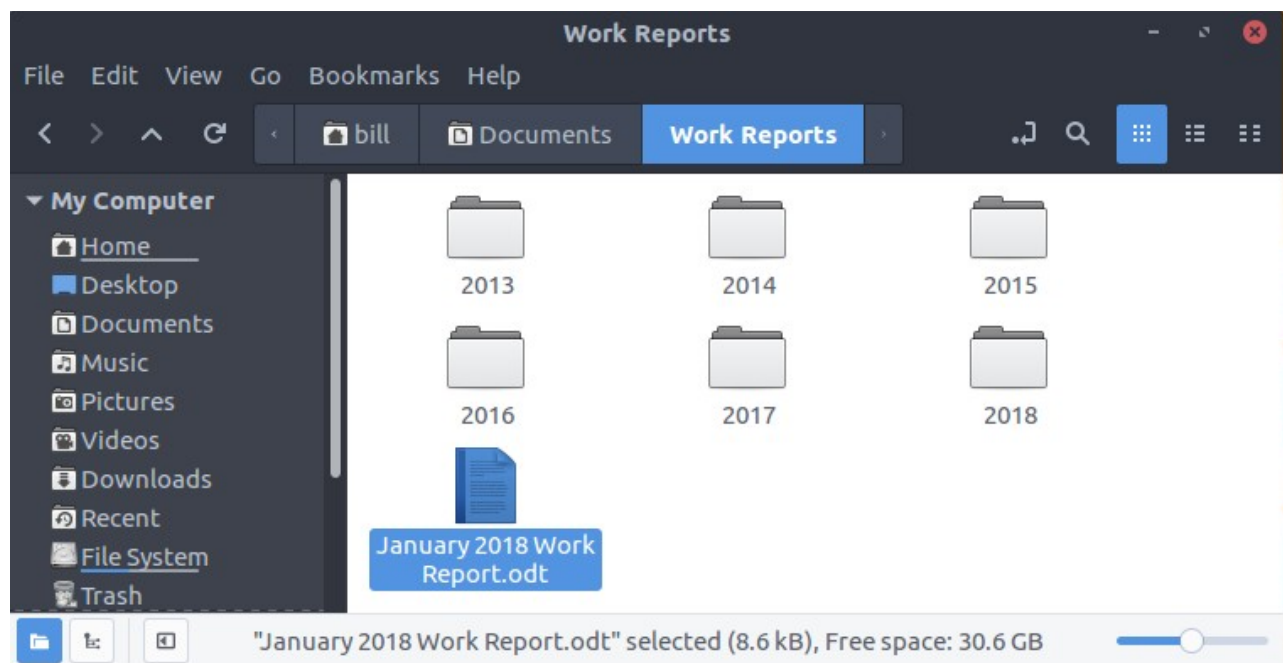 Work Reports
File Edit View Go Bookmarks Help
bill Documents Work Reports
My Computer
Home
Desktop
Documents
Music
Pictures
Videos
Downloads
Recent
File System
Trash
2013 2014 2015
2016 2017 2018
January 2018 Work
Report.odt
"January 2018 Work Report.odt" selected (8.6 kB), Free space: 30.6 GB